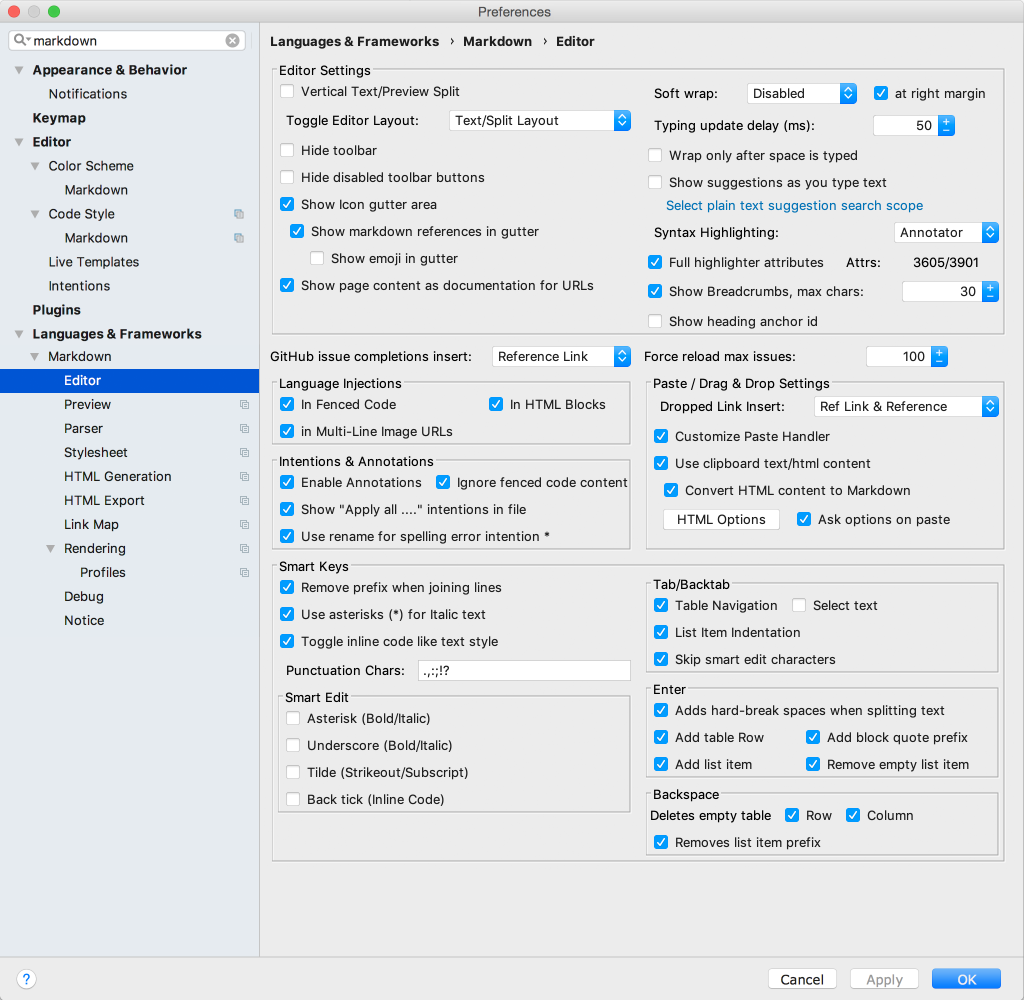 Preferences
markdown
Appearance & Behavior
Notifications
Keymap
Editor
Color Scheme
Markdown
Code Style
Markdown
Live Templates
Intentions
Plugins
Languages & Frameworks
Markdown
Editor
Preview
Parser
Stylesheet
HTML Generation
HTML Export
Link Map
Rendering
Profiles
Debug
Notice
Languages & Frameworks › Markdown › Editor
Editor Settings
Vertical Text/Preview Split
Toggle Editor Layout: Text/Split Layout
Hide toolbar
Hide disabled toolbar buttons
Show Icon gutter area
Show markdown references in gutter
Show emoji in gutter
Show page content as documentation for URLs
Soft wrap: Disabled at right margin
Typing update delay (ms): 50
Wrap only after space is typed
Show suggestions as you type text
Select plain text suggestion search scope
Syntax Highlighting: Annotator
Full highlighter attributes Attrs: 3605/3901
Show Breadcrumbs, max chars: 30
Show heading anchor id
GitHub issue completions insert: Reference Link
Force reload max issues: 100
Language Injections
In Fenced Code In HTML Blocks
in Multi-Line Image URLs
Intentions & Annotations
Enable Annotations Ignore fenced code content
Show "Apply all ...." intentions in file
Use rename for spelling error intention *
Paste / Drag & Drop Settings
Dropped Link Insert: Ref Link & Reference
Customize Paste Handler
Use clipboard text/html content
Convert HTML content to Markdown
HTML Options Ask options on paste
Smart Keys
Remove prefix when joining lines
Use asterisks (*) for Italic text
Toggle inline code like text style
Punctuation Chars: .,:;!?
Smart Edit
Asterisk (Bold/Italic)
Underscore (Bold/Italic)
Tilde (Strikeout/Subscript)
Back tick (Inline Code)
Tab/Backtab
Table Navigation Select text
List Item Indentation
Skip smart edit characters
Enter
Adds hard-break spaces when splitting text
Add table Row Add block quote prefix
Add list item Remove empty list item
Backspace
Deletes empty table Row Column
Removes list item prefix
? Cancel Apply OK